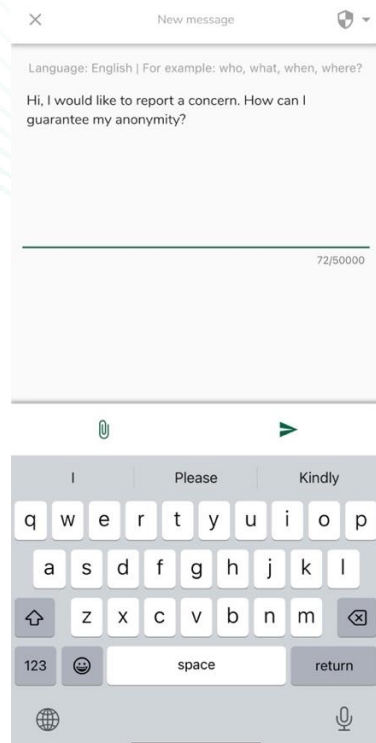 New message
Language: English | For example: who, what, when, where?
Hi, I would like to report a concern. How can I
guarantee my anonymity?
72/50000
I Please Kindly
q w e r t y u i o p
a s d f g h j k l
z x c v b n m
123 space return